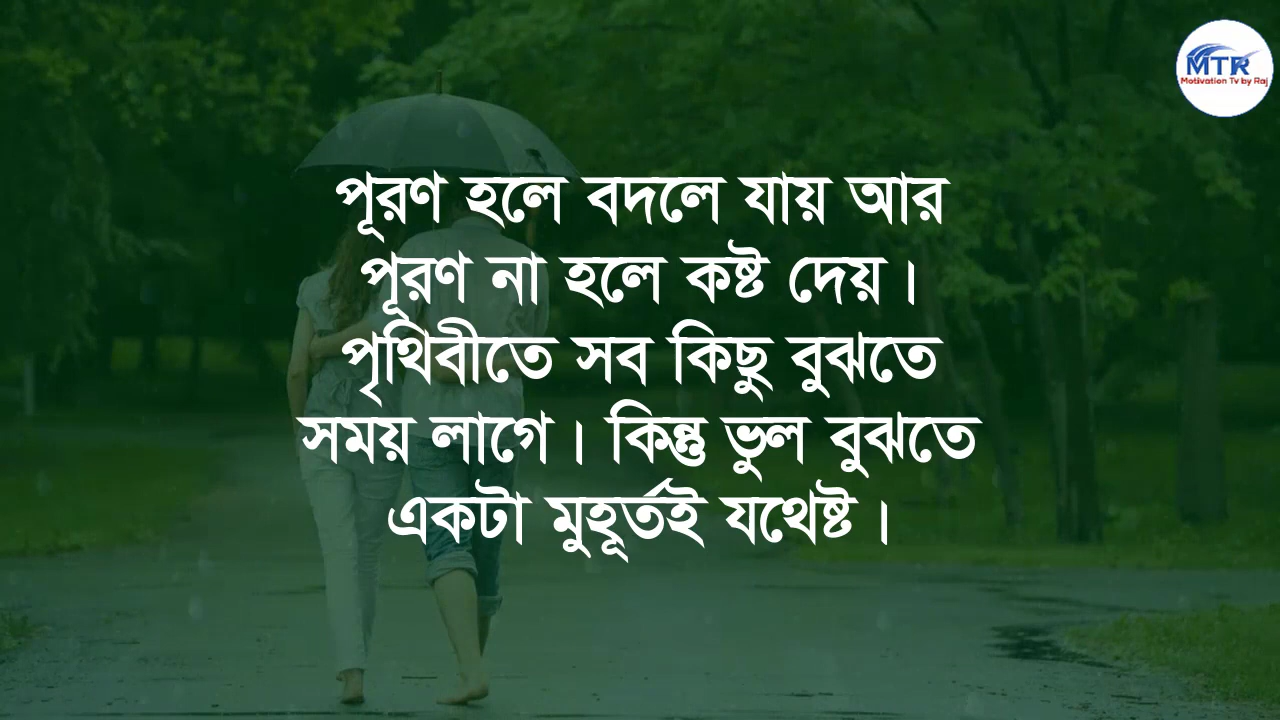 MTR
Motivation Tv by Raj
পূরণ হলে বদলে যায় আর
পূরণ না হলে কষ্ট দেয়।
পৃথিবীতে সব কিছু বুঝতে
সময় লাগে। কিন্তু ভুল বুঝতে
একটা মুহূর্তই যথেষ্ট।